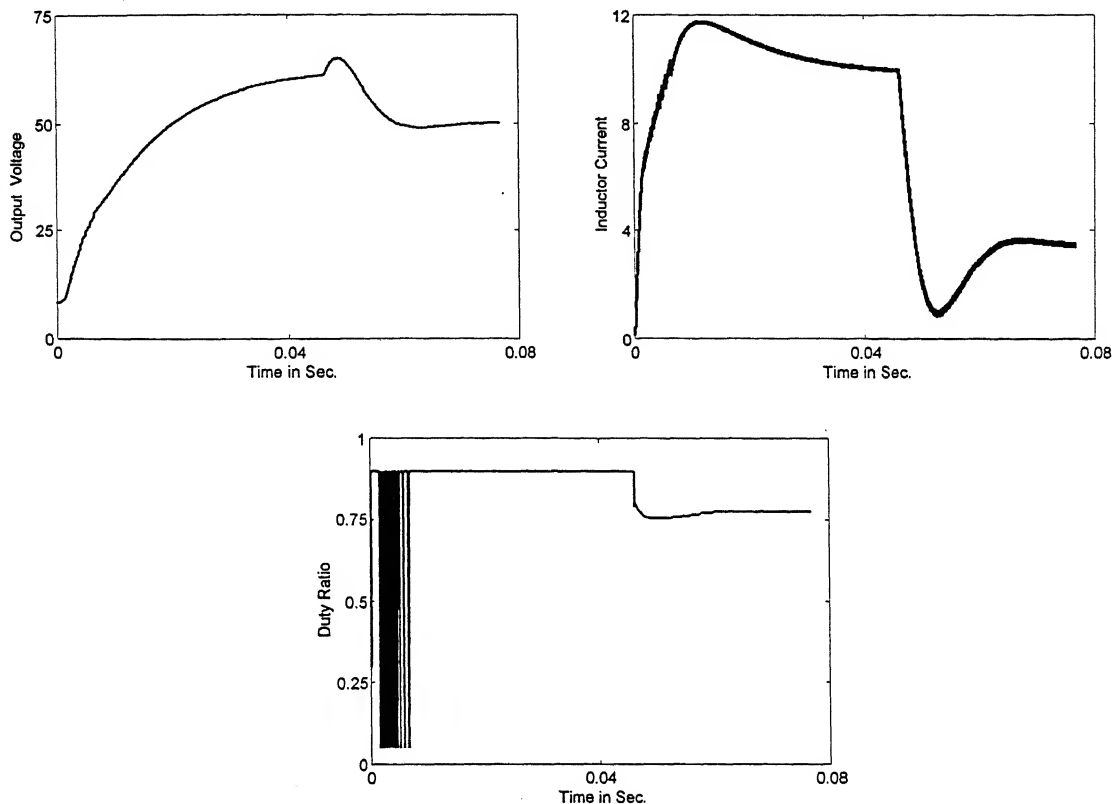 75
50
25
0
Output Voltage
0 0.04 0.08
Time in Sec.
12
8
4
0
Inductor Current
0 0.04 0.08
Time in Sec.
1
0.75
0.5
0.25
0
Duty Ratio
0 0.04 0.08
Time in Sec.